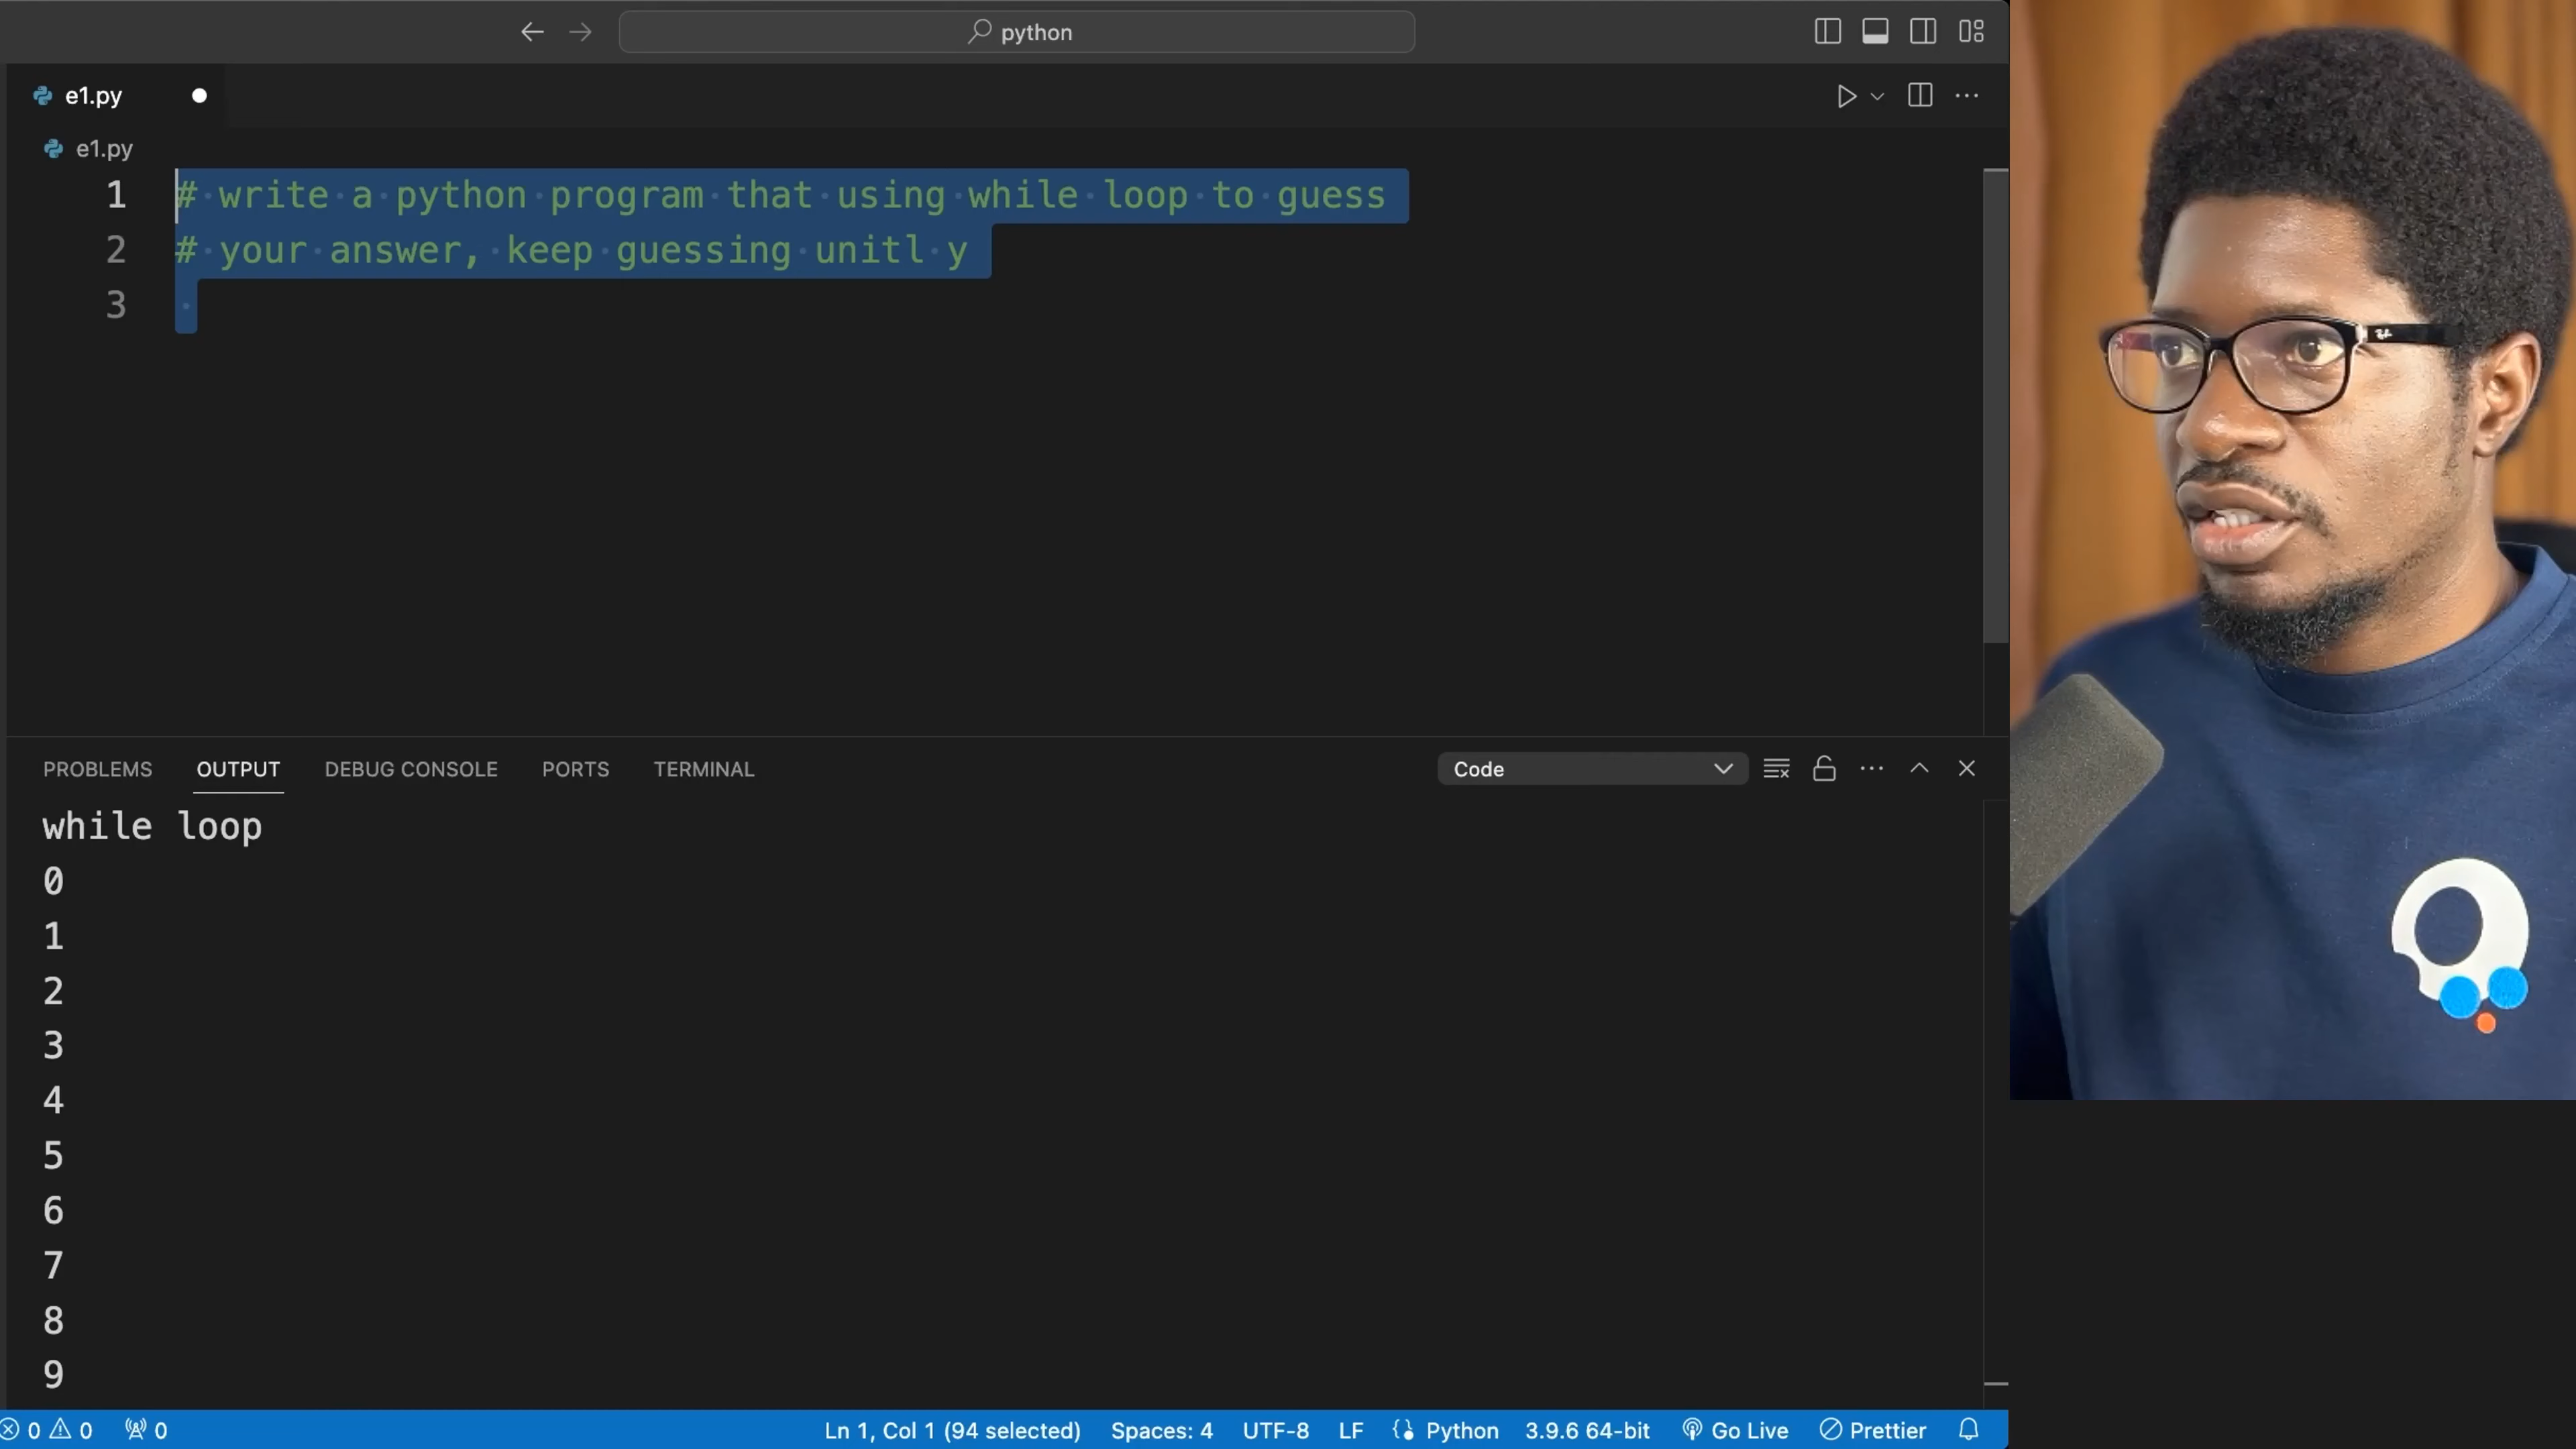 python
e1.py
e1.py
1 # write a python program that using while loop to guess
2 # your answer, keep guessing unitl y
3
PROBLEMS OUTPUT DEBUG CONSOLE PORTS TERMINAL Code
while loop
0
1
2
3
4
5
6
7
8
9
0 0 0 Ln 1, Col 1 (94 selected) Spaces: 4 UTF-8 LF Python 3.9.6 64-bit Go Live Prettier